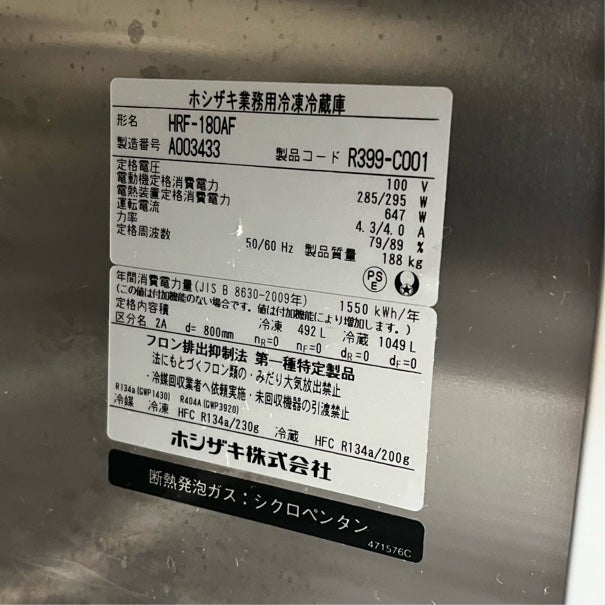 ホシザキ業務用冷凍冷蔵庫
形名 HRF-180AF
製造番号 A003433 製品コード R399-C001
定格電圧 100 V
電動機定格消費電力 285/295 W
電熱装置定格消費電力 647 W
運転電流 4.3/4.0 A
力率 79/89 %
定格周波数 50/60 Hz 製品質量 188 kg
PSE
年間消費電力量(JIS B 8630-2009年) 1550 kWh/年
(この値は付加機能のない場合です。値は付加機能により増加します。)
定格内容積 冷凍 492 L 冷蔵 1049 L
区分名 2A d= 800mm nR=0 nF=0 dR=0 dF=0
フロン排出抑制法 第一種特定製品
法にもとづくフロン類の・みだり大気放出禁止
・冷媒回収業者へ依頼実施・未回収機器の引渡禁止
R134a(GWP1430) R404A(GWP3920)
冷媒 冷凍 HFC R134a/230g 冷蔵 HFC R134a/200g
ホシザキ株式会社
断熱発泡ガス:シクロペンタン
471576C